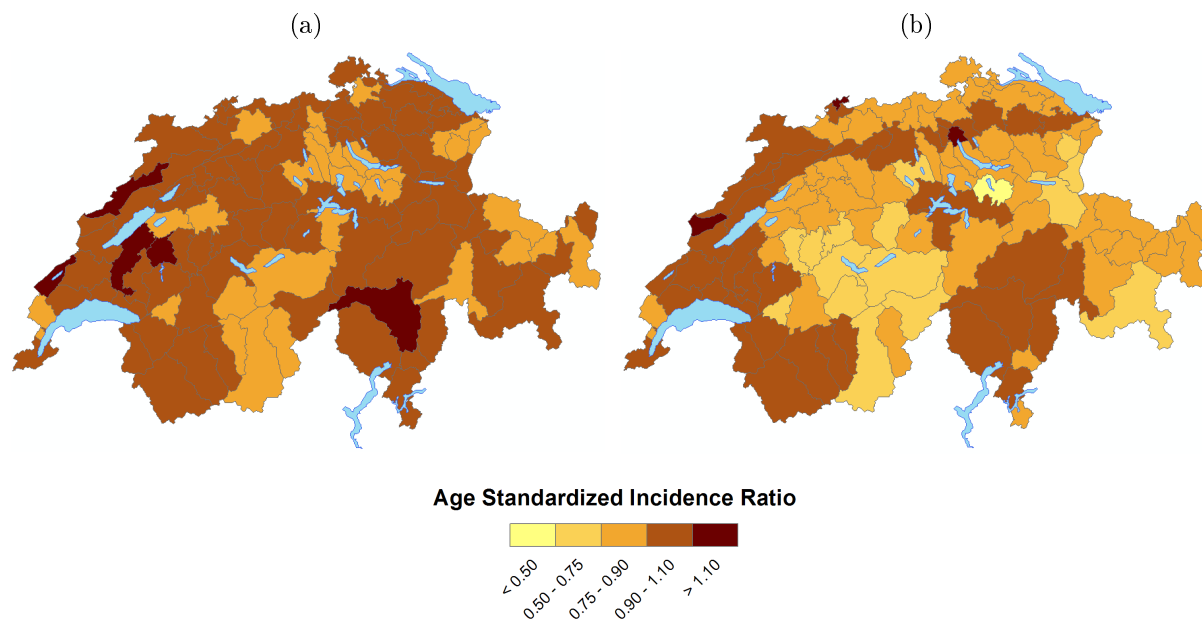 (a)
(b)
Age Standardized Incidence Ratio
< 0.50
0.50 - 0.75
0.75 - 0.90
0.90 - 1.10
> 1.10